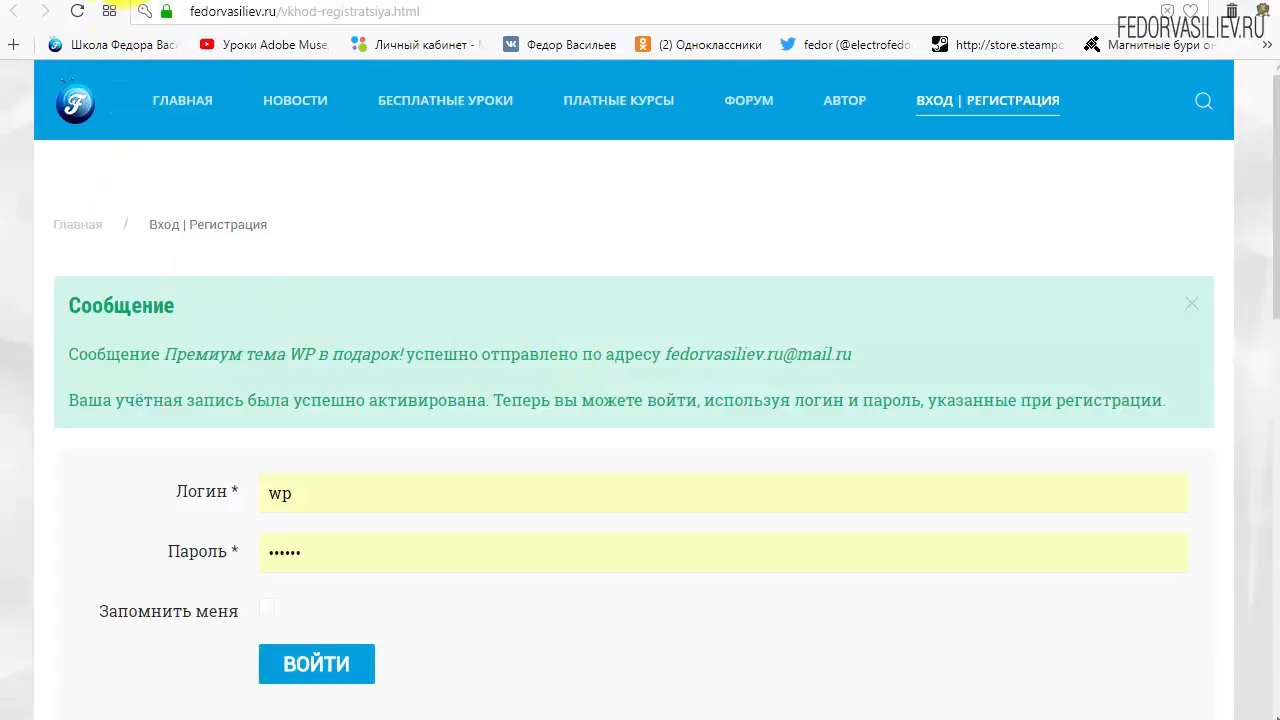 fedorvasiliev.ru/vkhod-registratsiya.html
FEDORVASILIEV.RU
Школа Федора Вас
Уроки Adobe Muse
Личный кабинет -
Федор Васильев
(2) Одноклассники
fedor (@electrofedo
http://store.steampo
Магнитные бури он
ГЛАВНАЯ
НОВОСТИ
БЕСПЛАТНЫЕ УРОКИ
ПЛАТНЫЕ КУРСЫ
ФОРУМ
АВТОР
ВХОД | РЕГИСТРАЦИЯ
Главная / Вход | Регистрация
Сообщение
Сообщение Премиум тема WP в подарок! успешно отправлено по адресу fedorvasiliev.ru@mail.ru
Ваша учётная запись была успешно активирована. Теперь вы можете войти, используя логин и пароль, указанные при регистрации.
Логин *
wp
Пароль *
••••••
Запомнить меня
ВОЙТИ